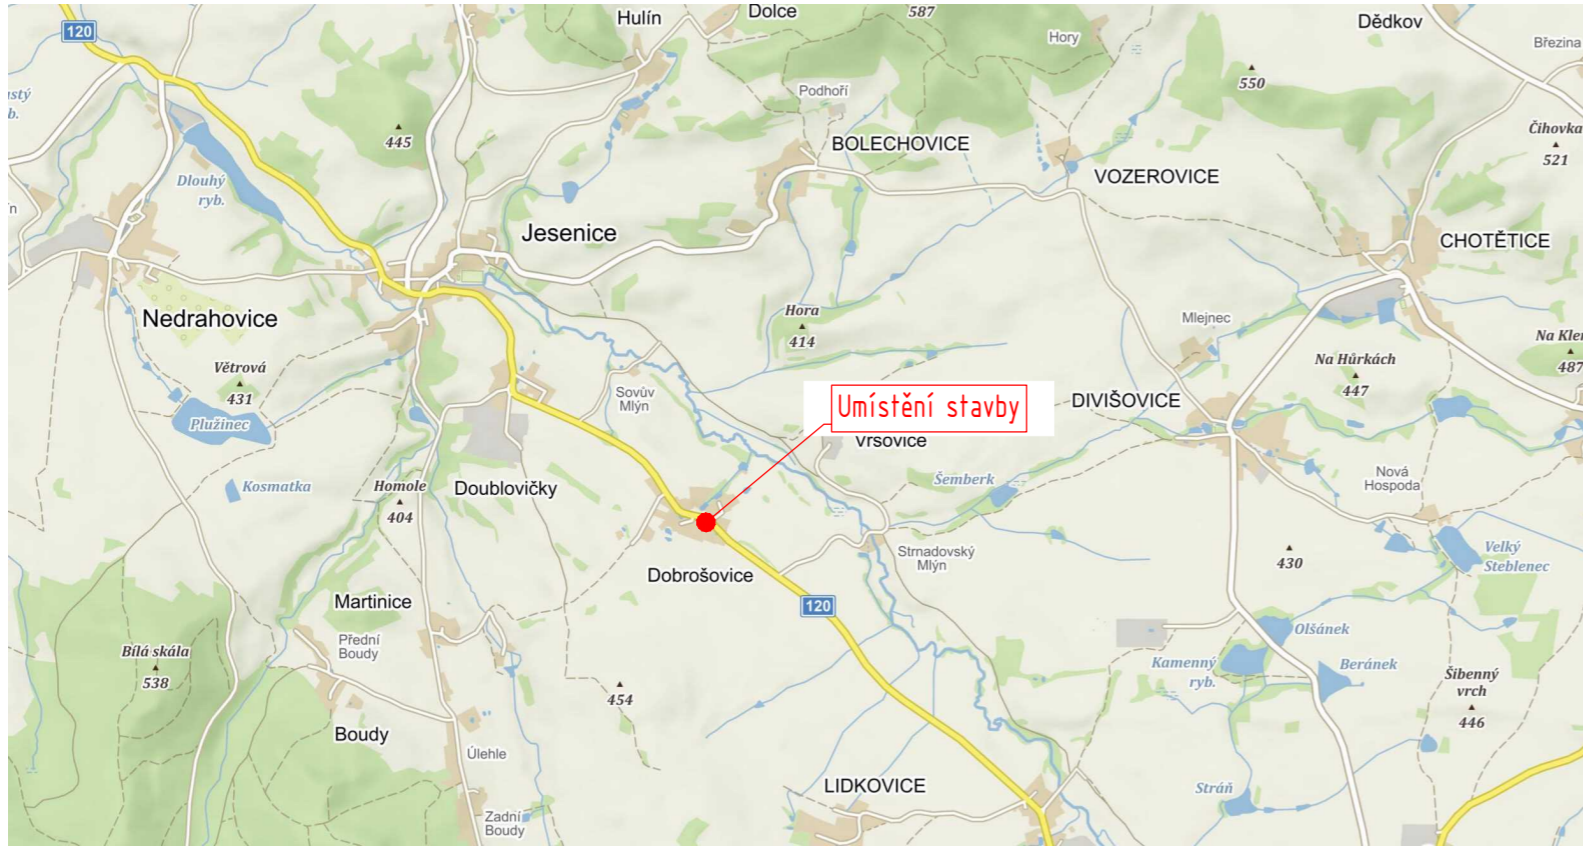 120
Hulín
Dolce
587
Dědkov
Hory
Březina
550
Podhoří
445
Čihovka
521
BOLECHOVICE
VOZEROVICE
Dlouhý
ryb.
Jesenice
CHOTĚTICE
Nedrahovice
Hora
414
Mlejnec
Na Hůrkách
447
487
Větrová
431
Plužinec
Sovův
Mlýn
Umístění stavby
DIVIŠOVICE
Vršovice
Kosmatka
Homole
404
Doublovičky
Šemberk
Nová
Hospoda
Strnadovský
Mlýn
430
Velký
Steblenec
Dobrošovice
120
Martinice
Olšánek
Přední
Boudy
Bílá skála
538
Kamenný
ryb.
Beránek
Šibenný
vrch
446
454
Boudy
Úlehle
LIDKOVICE
Stráň
Zadní
Boudy